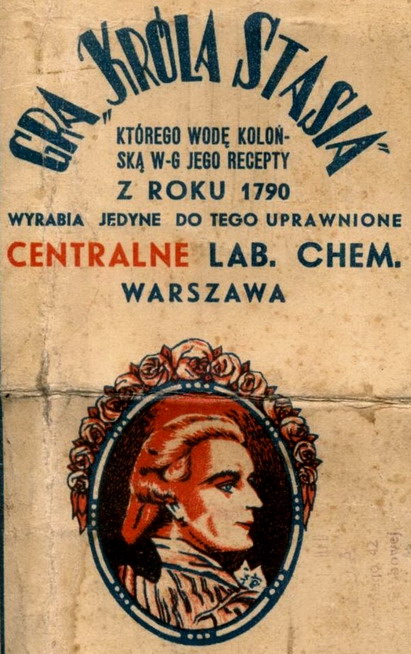 GRA „KRÓLA STASIA”
KTÓREGO WODĘ KOLOŃ-
SKĄ W-G JEGO RECEPTY
Z ROKU 1790
WYRABIA JEDYNE DO TEGO UPRAWNIONE
CENTRALNE LAB. CHEM.
WARSZAWA